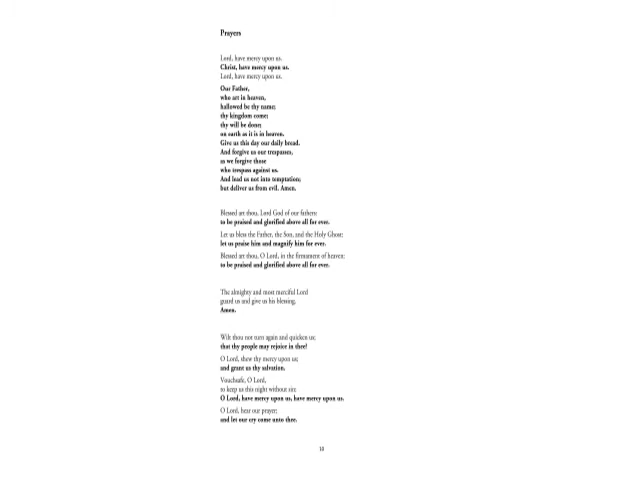 Prayers
Lord, have mercy upon us.
Christ, have mercy upon us.
Lord, have mercy upon us.
Our Father,
who art in heaven,
hallowed be thy name;
thy kingdom come;
thy will be done;
on earth as it is in heaven.
Give us this day our daily bread.
And forgive us our trespasses,
as we forgive those
who trespass against us.
And lead us not into temptation;
but deliver us from evil. Amen.
Blessed art thou, Lord God of our fathers:
to be praised and glorified above all for ever.
Let us bless the Father, the Son, and the Holy Ghost:
let us praise him and magnify him for ever.
Blessed art thou, O Lord, in the firmament of heaven:
to be praised and glorified above all for ever.
The almighty and most merciful Lord
guard us and give us his blessing.
Amen.
Wilt thou not turn again and quicken us;
that thy people may rejoice in thee?
O Lord, shew thy mercy upon us;
and grant us thy salvation.
Vouchsafe, O Lord,
to keep us this night without sin;
O Lord, have mercy upon us, have mercy upon us.
O Lord, hear our prayer;
and let our cry come unto thee.